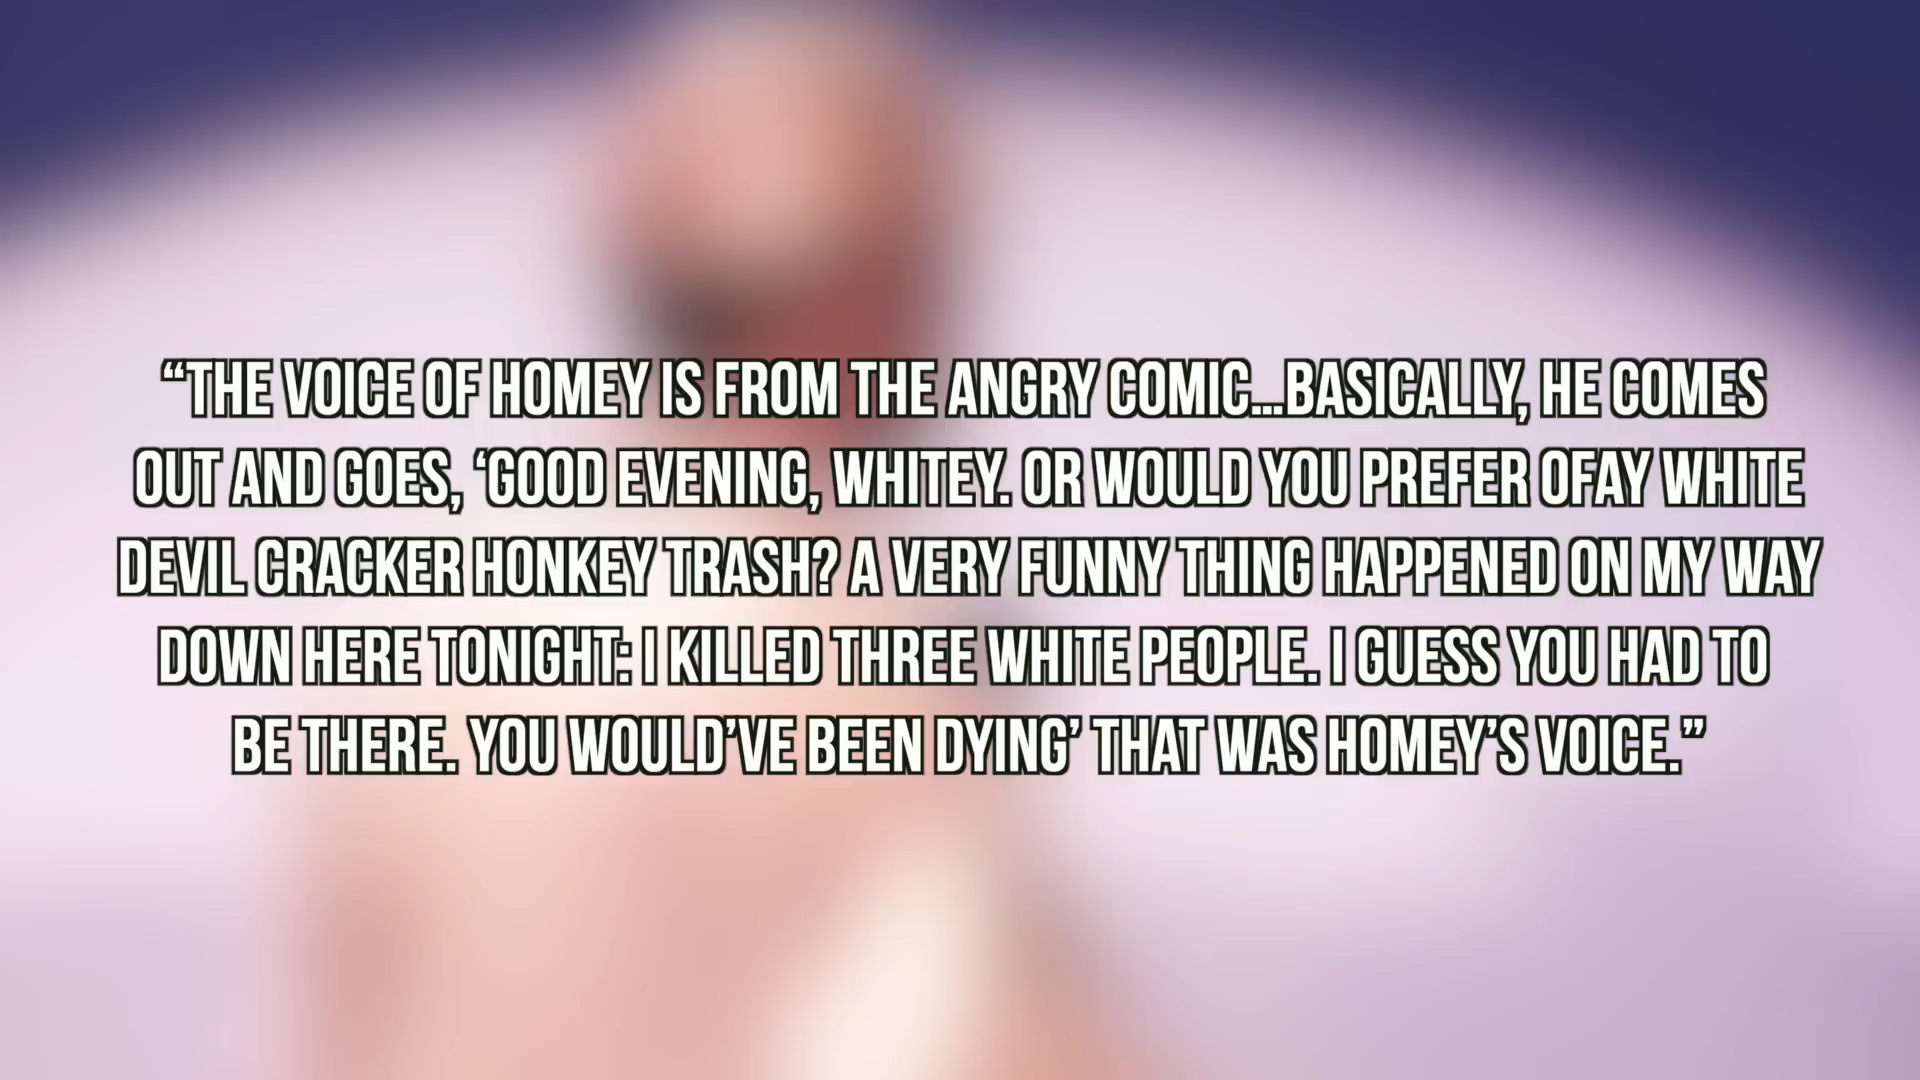 “THE VOICE OF HOMEY IS FROM THE ANGRY COMIC...BASICALLY, HE COMES
OUT AND GOES, ‘GOOD EVENING, WHITEY. OR WOULD YOU PREFER OFAY WHITE
DEVIL CRACKER HONKEY TRASH? A VERY FUNNY THING HAPPENED ON MY WAY
DOWN HERE TONIGHT: I KILLED THREE WHITE PEOPLE. I GUESS YOU HAD TO
BE THERE. YOU WOULD’VE BEEN DYING’ THAT WAS HOMEY’S VOICE.”